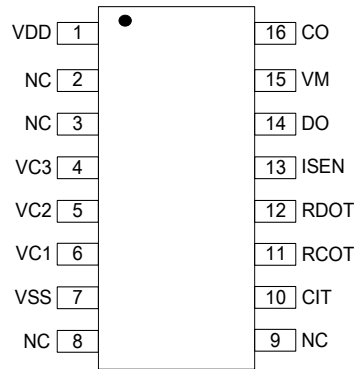 VDD 1 16 CO
NC 2 15 VM
NC 3 14 DO
VC3 4 13 ISEN
VC2 5 12 RDOT
VC1 6 11 RCOT
VSS 7 10 CIT
NC 8 9 NC